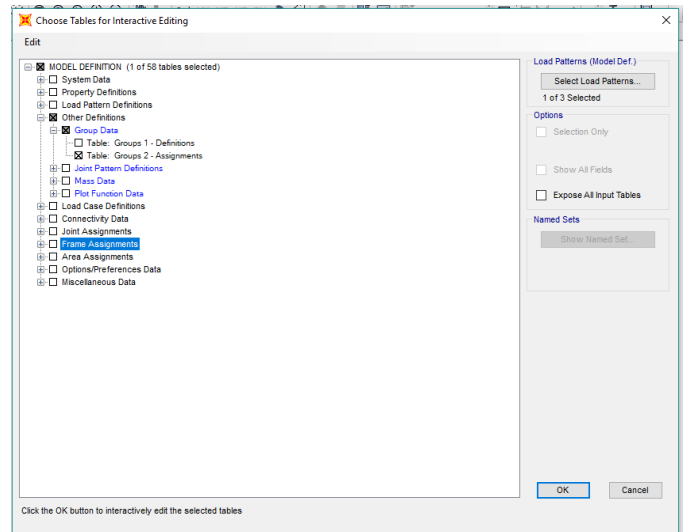 Choose Tables for Interactive Editing
Edit
MODEL DEFINITION (1 of 58 tables selected)
System Data
Property Definitions
Load Pattern Definitions
Other Definitions
Group Data
Table: Groups 1 - Definitions
Table: Groups 2 - Assignments
Joint Pattern Definitions
Mass Data
Plot Function Data
Load Case Definitions
Connectivity Data
Joint Assignments
Frame Assignments
Area Assignments
Options/Preferences Data
Miscellaneous Data
Load Patterns (Model Def.)
Select Load Patterns...
1 of 3 Selected
Options
Selection Only
Show All Fields
Expose All Input Tables
Named Sets
Show Named Set...
OK
Cancel
Click the OK button to interactively edit the selected tables